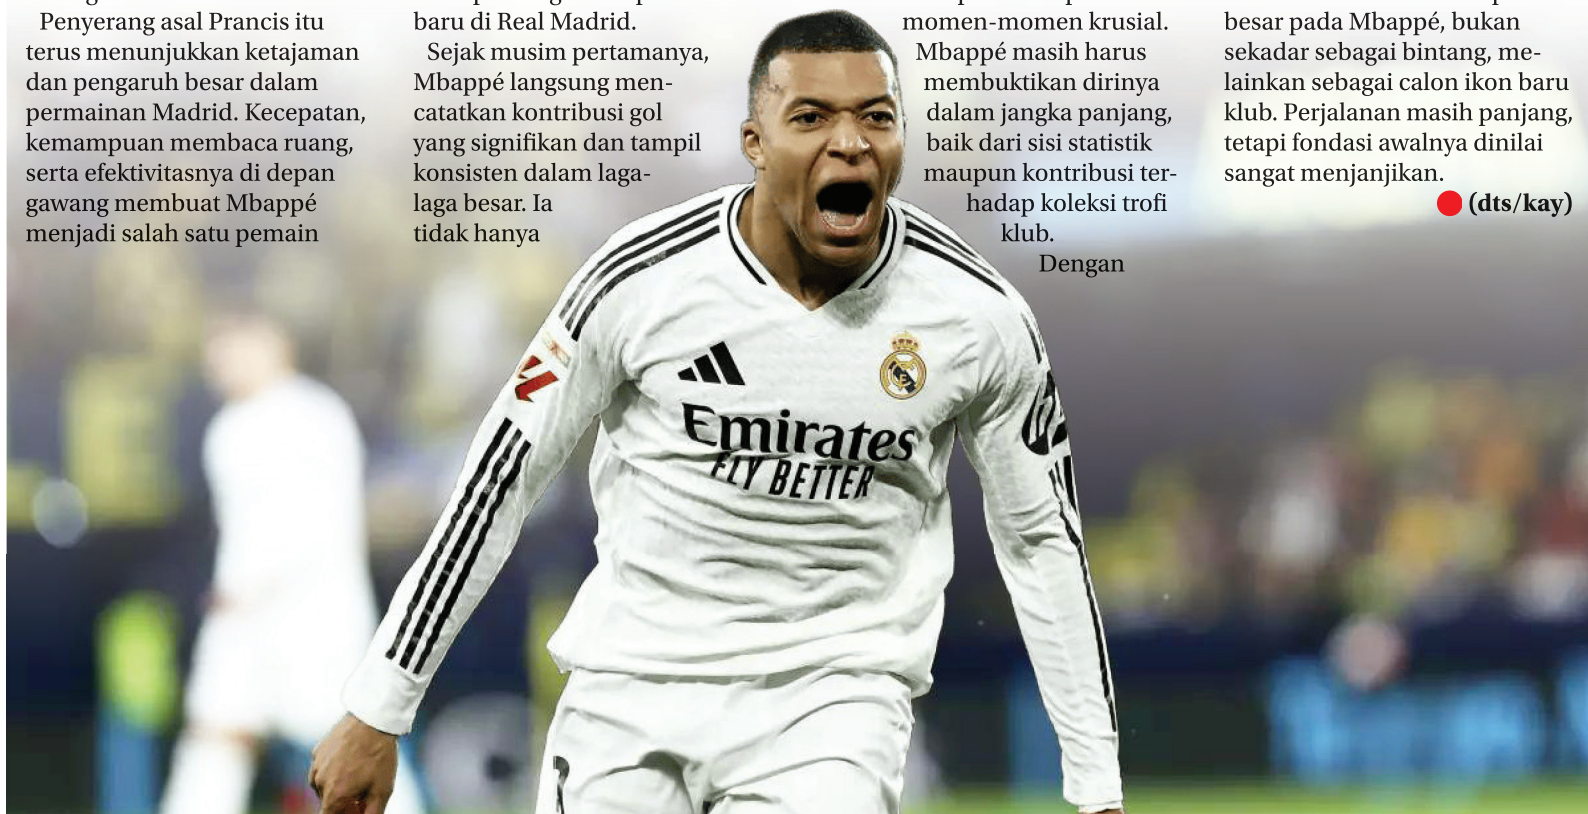 Penyerang asal Prancis itu
terus menunjukkan ketajaman
dan pengaruh besar dalam
permainan Madrid. Kecepatan,
kemampuan membaca ruang,
serta efektivitasnya di depan
gawang membuat Mbappé
menjadi salah satu pemain
baru di Real Madrid.
Sejak musim pertamanya,
Mbappé langsung men-
catatkan kontribusi gol
yang signifikan dan tampil
konsisten dalam laga-
laga besar. Ia
tidak hanya
momen-momen krusial.
Mbappé masih harus
membuktikan dirinya
dalam jangka panjang,
baik dari sisi statistik
maupun kontribusi ter-
hadap koleksi trofi
klub.
Dengan
besar pada Mbappé, bukan
sekadar sebagai bintang, me-
lainkan sebagai calon ikon baru
klub. Perjalanan masih panjang,
tetapi fondasi awalnya dinilai
sangat menjanjikan.
(dts/kay)
Emirates
FLY BETTER